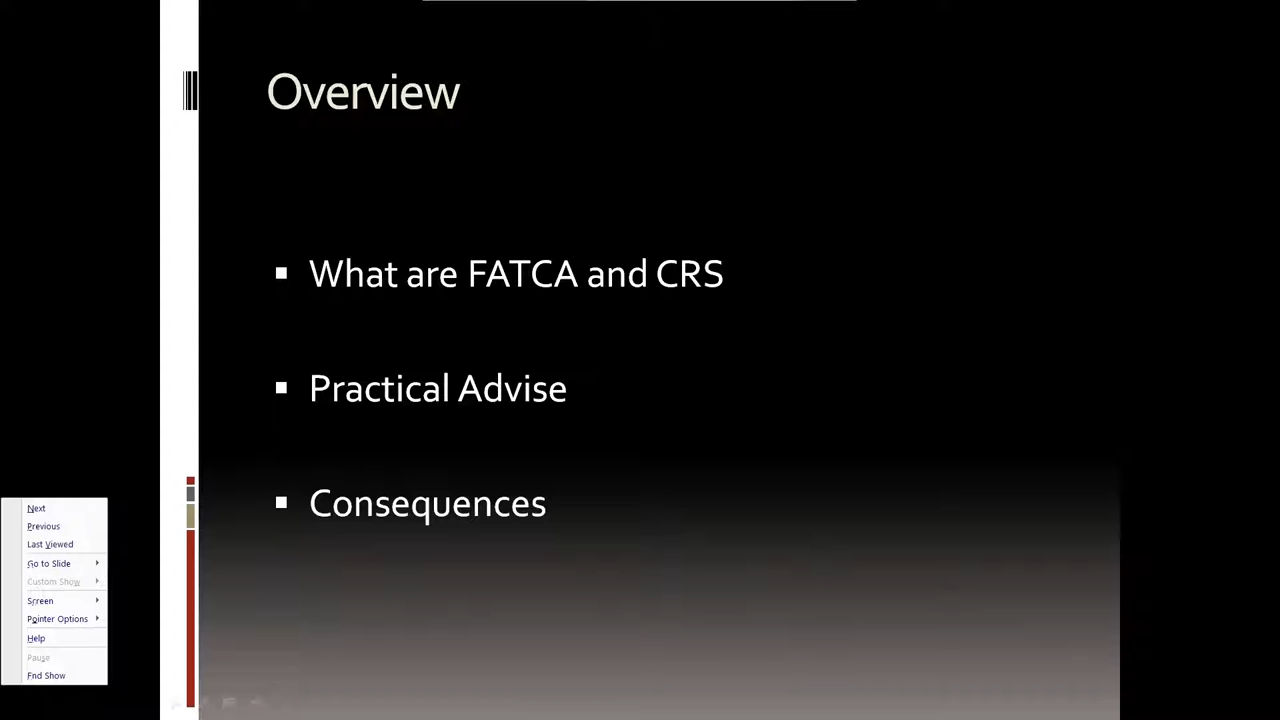 Overview
What are FATCA and CRS
Practical Advise
Consequences
Next
Previous
Last Viewed
Go to Slide
Custom Show
Screen
Pointer Options
Help
Pause
End Show